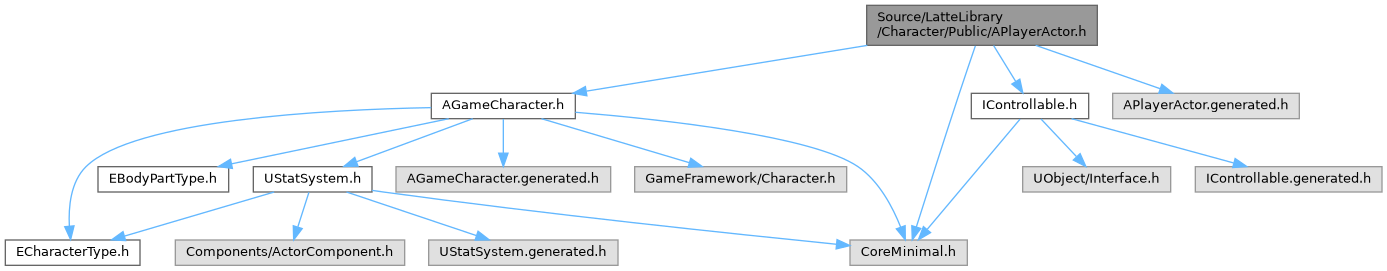 Source/LatteLibrary
/Character/Public/APlayerActor.h
AGameCharacter.h
IControllable.h
APlayerActor.generated.h
EBodyPartType.h
UStatSystem.h
AGameCharacter.generated.h
GameFramework/Character.h
UObject/Interface.h
IControllable.generated.h
ECharacterType.h
Components/ActorComponent.h
UStatSystem.generated.h
CoreMinimal.h